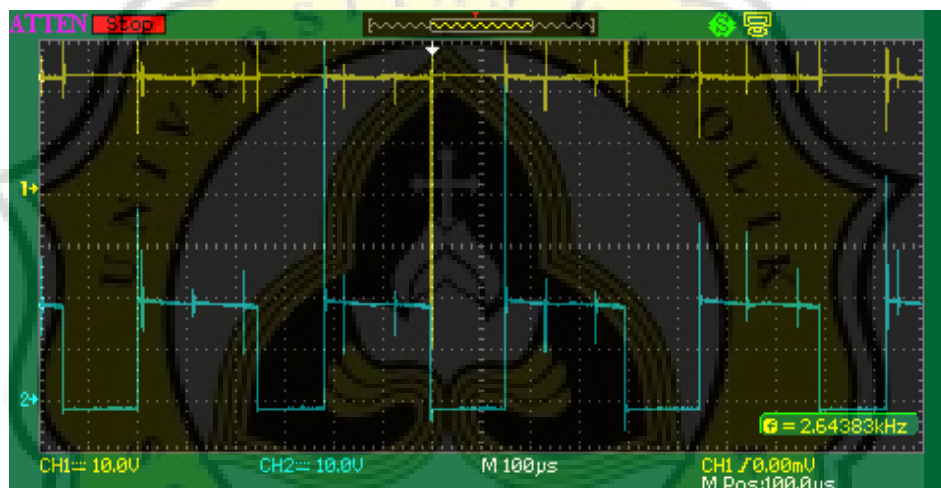 ATTEN Stop
1
2
f = 2.64383kHz
CH1 10.0V CH2 10.0V M 100µs CH1 / 0.00mV
M Pos:100.0µs